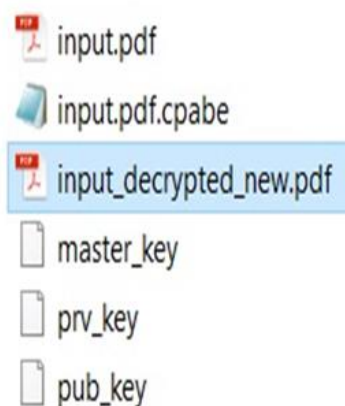 input.pdf
input.pdf.cpabe
input_decrypted_new.pdf
master_key
prv_key
pub_key